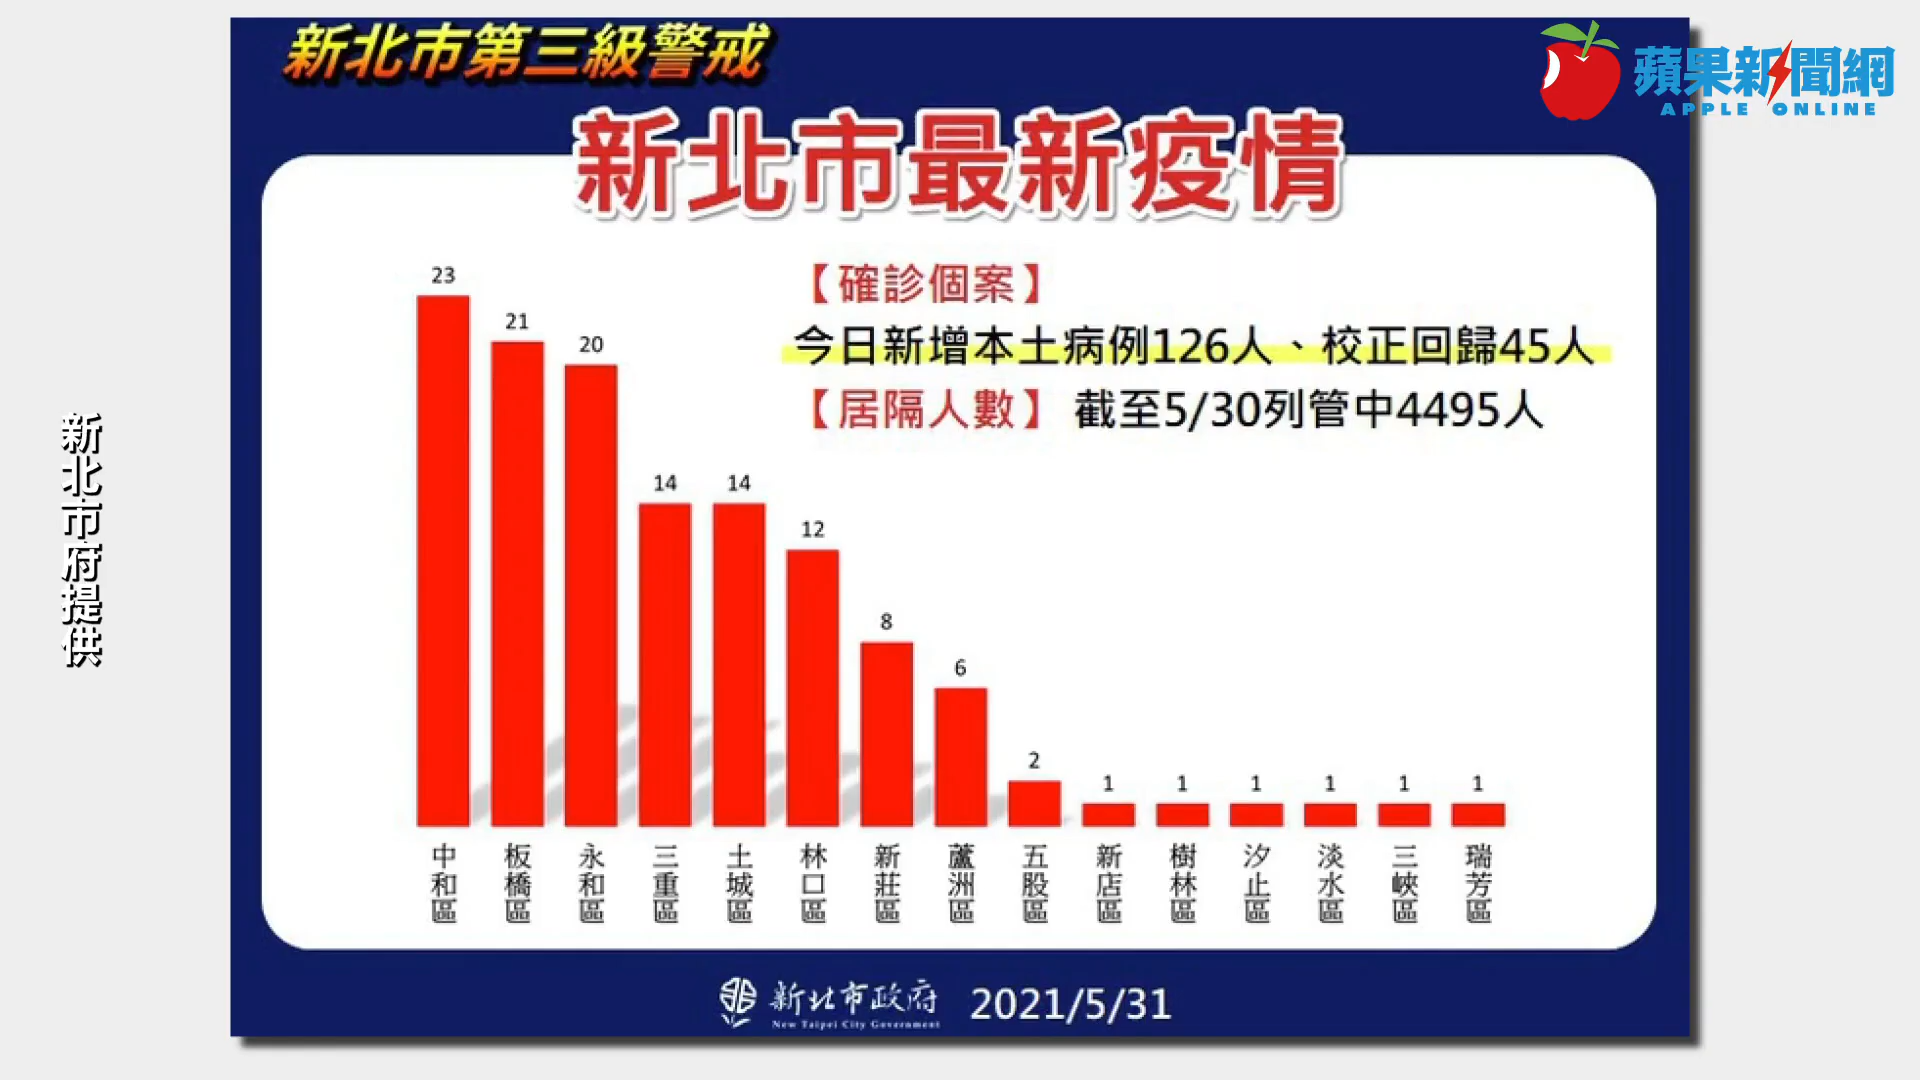 新北市第三級警戒
蘋果新聞網
APPLE ONLINE
新北市最新疫情
【確診個案】
今日新增本土病例126人、校正回歸45人
【居隔人數】截至5/30列管中4495人
新北市府提供
23
21
20
14
14
12
8
6
2
1
1
1
1
1
1
中和區
板橋區
永和區
三重區
土城區
林口區
新莊區
蘆洲區
五股區
新店區
樹林區
汐止區
淡水區
三峽區
瑞芳區
新北市政府
New Taipei City Government
2021/5/31